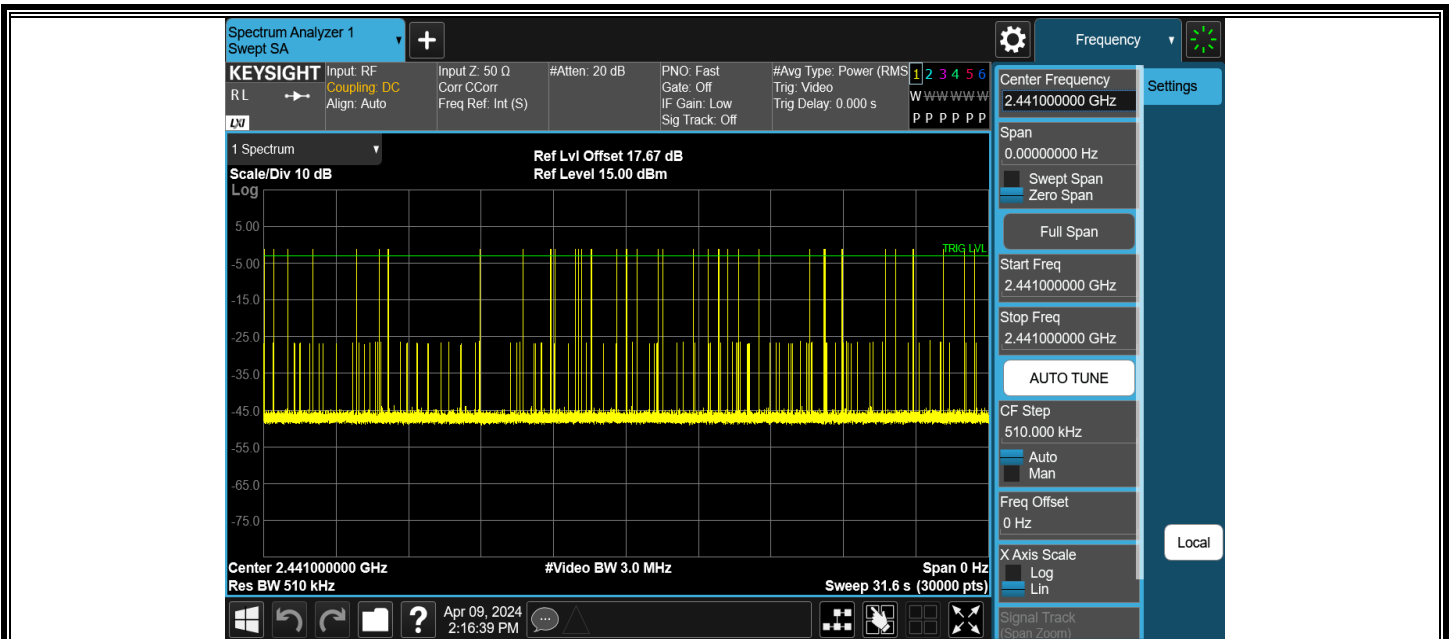 Spectrum Analyzer 1
Swept SA
+
Frequency
KEYSIGHT
RL
LXI
Input: RF
Coupling: DC
Align: Auto
Input Z: 50 Ω
Corr CCorr
Freq Ref: Int (S)
#Atten: 20 dB
PNO: Fast
Gate: Off
IF Gain: Low
Sig Track: Off
#Avg Type: Power (RMS
Trig: Video
Trig Delay: 0.000 s
1 2 3 4 5 6
W W W W W W
P P P P P P
1 Spectrum
Scale/Div 10 dB
Log
Ref Lvl Offset 17.67 dB
Ref Level 15.00 dBm
5.00
-5.00
-15.0
-25.0
-35.0
-45.0
-55.0
-65.0
-75.0
TRIG LVL
Center 2.441000000 GHz
Res BW 510 kHz
#Video BW 3.0 MHz
Span 0 Hz
Sweep 31.6 s (30000 pts)
Center Frequency
2.441000000 GHz
Settings
Span
0.00000000 Hz
Swept Span
Zero Span
Full Span
Start Freq
2.441000000 GHz
Stop Freq
2.441000000 GHz
AUTO TUNE
CF Step
510.000 kHz
Auto
Man
Freq Offset
0 Hz
X Axis Scale
Log
Lin
Signal Track
(Span Zoom)
Local
?
Apr 09, 2024
2:16:39 PM